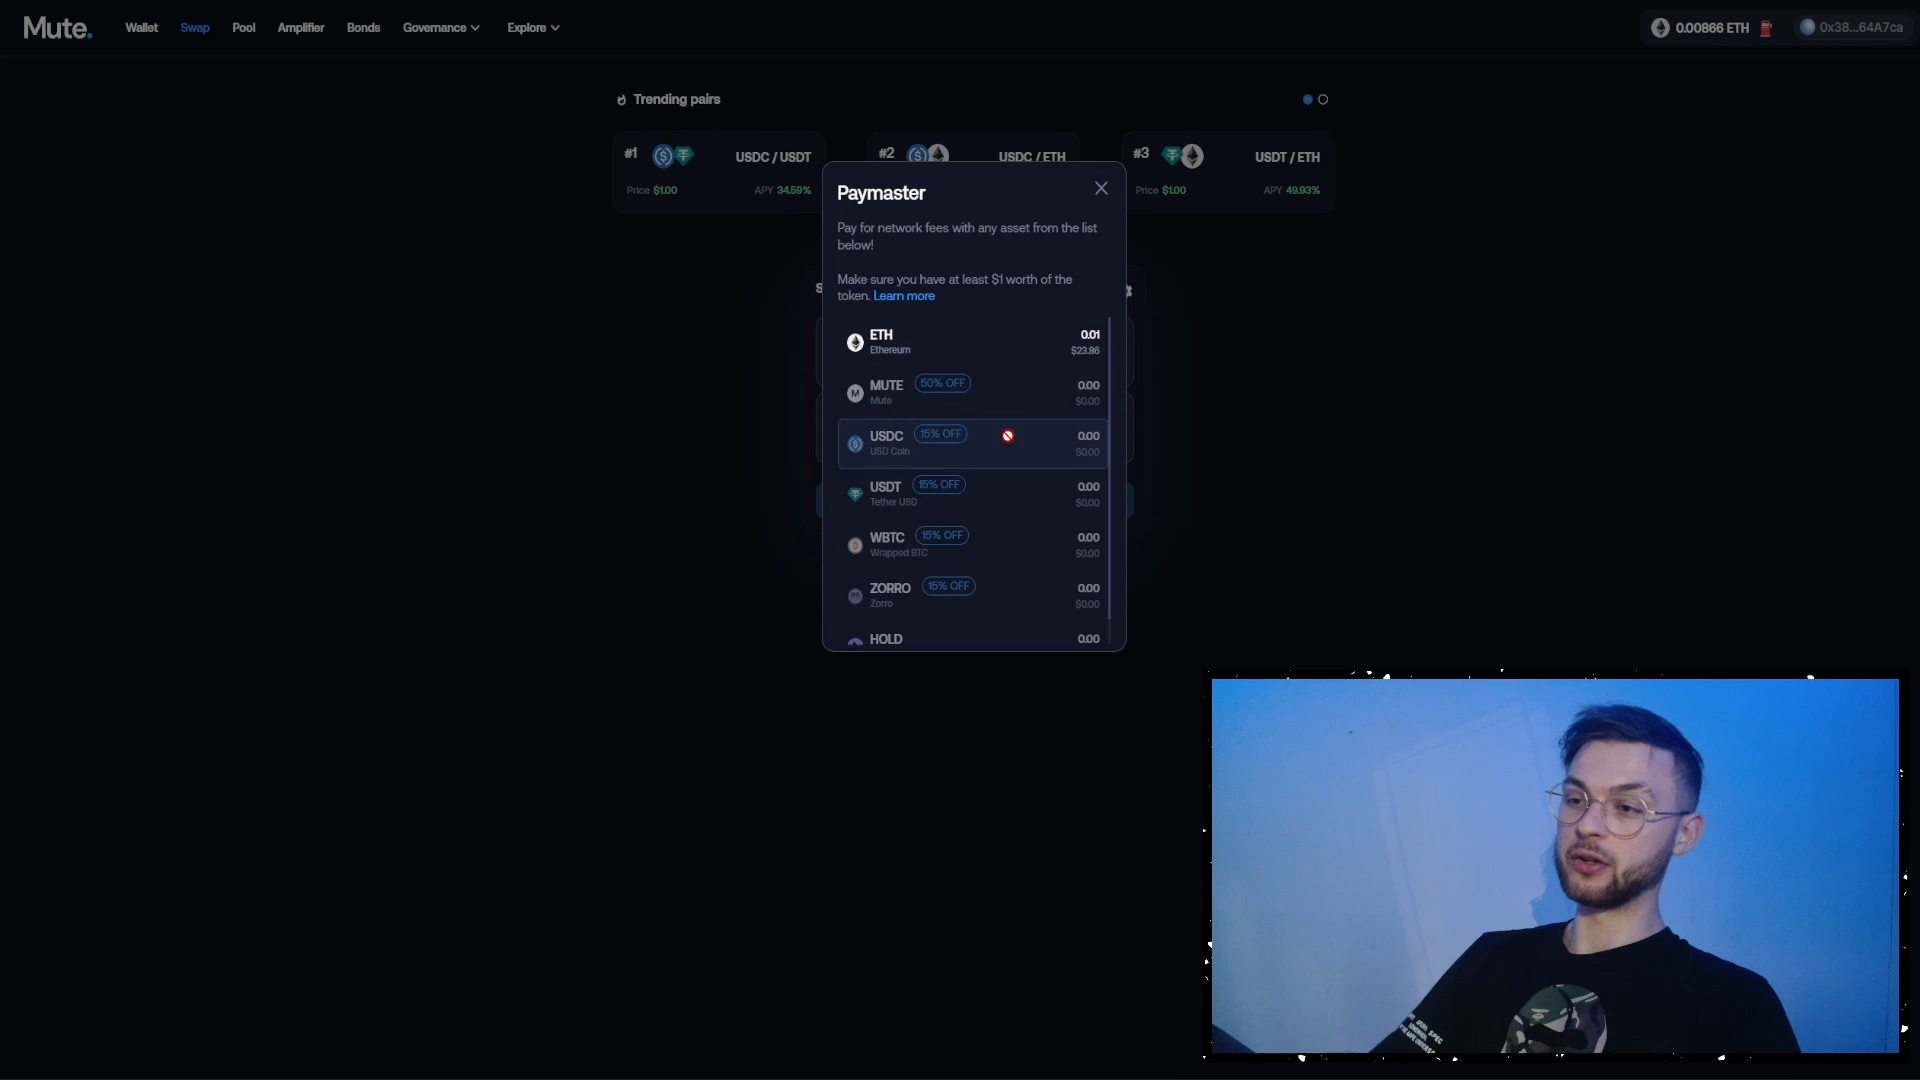 Mute.
Wallet
Swap
Pool
Amplifier
Bonds
Governance
Explore
0.00866 ETH
0x38...64A7ca
Trending pairs
#1
USDC / USDT
Price $1.00
APY 34.59%
#2
USDC / ETH
#3
USDT / ETH
Price $1.00
APY 49.93%
Paymaster
Pay for network fees with any asset from the list
below!
Make sure you have at least $1 worth of the
token. Learn more
ETH
0.01
Ethereum
$23.86
MUTE
50% OFF
0.00
Mute
$0.00
USDC
15% OFF
0.00
USD Coin
$0.00
USDT
15% OFF
0.00
Tether USD
$0.00
WBTC
15% OFF
0.00
Wrapped BTC
$0.00
ZORRO
15% OFF
0.00
Zorro
$0.00
HOLD
0.00